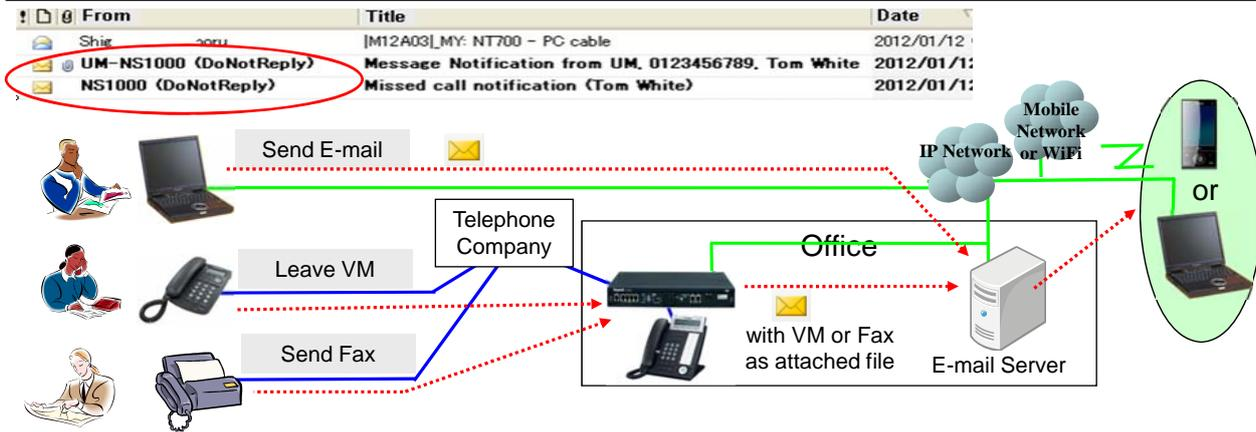 ! From Title Date
Shig |M12A03|_MY: NT700 - PC cable 2012/01/12
UM-NS1000 (DoNotReply) Message Notification from UM, 0123456789, Tom White 2012/01/12
NS1000 (DoNotReply) Missed call notification (Tom White) 2012/01/12
Mobile
Network
or WiFi
IP Network
Send E-mail
or
Telephone
Company
Office
Leave VM
with VM or Fax
as attached file
E-mail Server
Send Fax